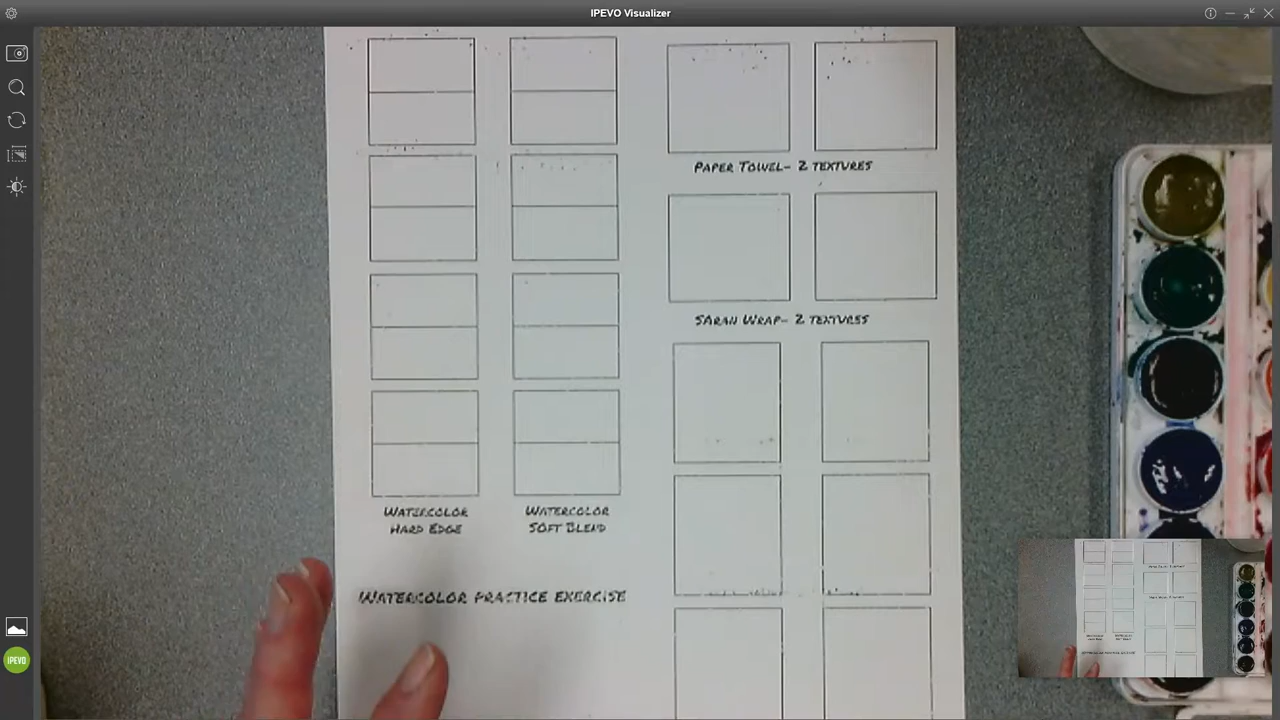 IPEVO Visualizer
PAPER TOWEL- 2 TEXTURES
SARAN WRAP- 2 TEXTURES
WATERCOLOR
HARD EDGE
WATERCOLOR
SOFT BLEND
WATERCOLOR PRACTICE EXERCISE
IPEVO